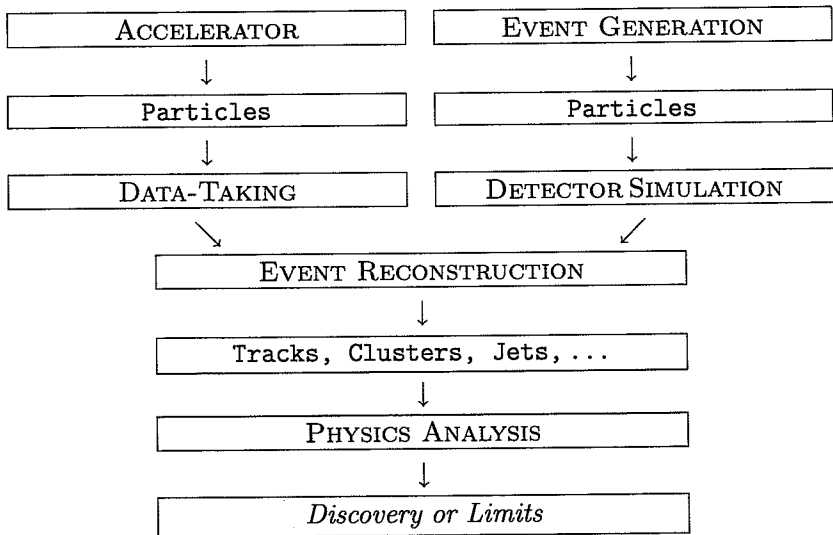 ACCELERATOR
EVENT GENERATION
↓
↓
Particles
Particles
↓
↓
DATA-TAKING
DETECTOR SIMULATION
↘
↙
EVENT RECONSTRUCTION
↓
Tracks, Clusters, Jets, ...
↓
PHYSICS ANALYSIS
↓
Discovery or Limits